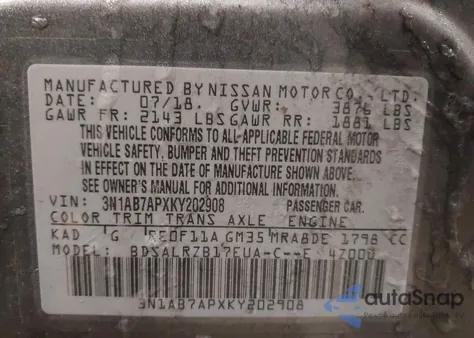 MANUFACTURED BY NISSAN MOTOR CO., LTD.
DATE: 07/18. GVWR: 3876 LBS
GAWR FR: 2143 LBS GAWR RR: 1881 LBS
THIS VEHICLE CONFORMS TO ALL APPLICABLE FEDERAL MOTOR
VEHICLE SAFETY, BUMPER AND THEFT PREVENTION STANDARDS
IN EFFECT ON THE DATE OF MANUFACTURE SHOWN ABOVE.
SEE OWNER'S MANUAL FOR ADDITIONAL INFORMATION.
VIN: 3N1AB7APXKY202908 PASSENGER CAR.
COLOR TRIM TRANS AXLE ENGINE
KAD G RE0F11A GM35 MRA8DE 1798 CC
MODEL: BDSALRZB17EUA-C--E 4Z000
3N1AB7APXKY202908
autoSnap